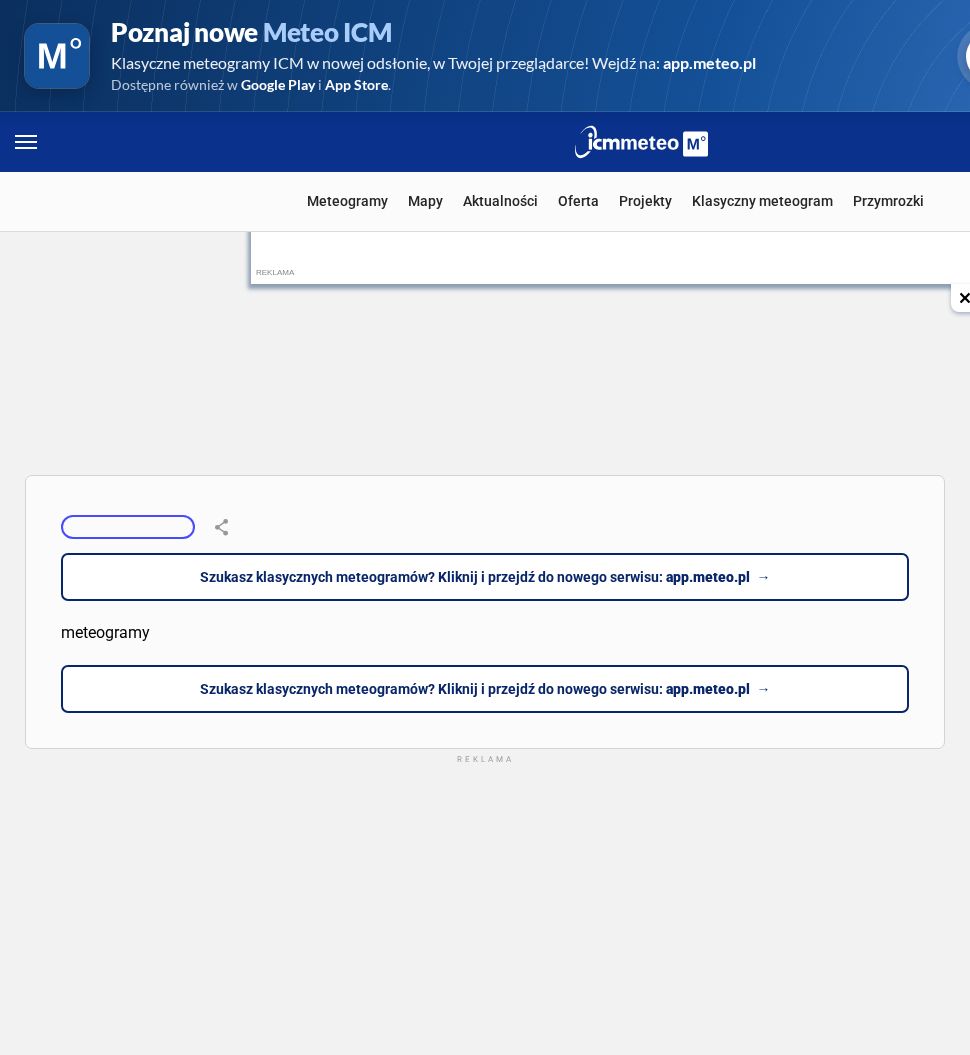 M°
Poznaj nowe Meteo ICM
Klasyczne meteogramy ICM w nowej odsłonie, w Twojej przeglądarce! Wejdź na: app.meteo.pl
Dostępne również w Google Play i App Store.
icmmeteo M°
Meteogramy Mapy Aktualności Oferta Projekty Klasyczny meteogram Przymrozki
REKLAMA
Szukasz klasycznych meteogramów? Kliknij i przejdź do nowego serwisu: app.meteo.pl →
meteogramy
Szukasz klasycznych meteogramów? Kliknij i przejdź do nowego serwisu: app.meteo.pl →
REKLAMA